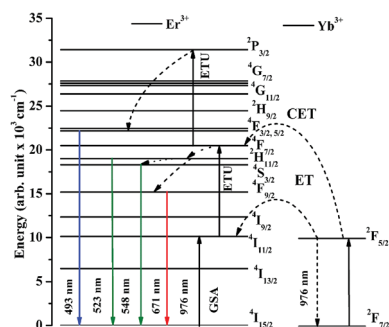 Er³⁺
Yb³⁺
Energy (arb. unit x 10³ cm⁻¹)
35
30
25
20
15
10
5
0
²P₃/₂
⁴G₇/₂
⁴G₁₁/₂
²H₉/₂
⁴F₃/₂, ₅/₂
⁴F₇/₂
²H₁₁/₂
⁴S₃/₂
⁴F₉/₂
⁴I₉/₂
⁴I₁₁/₂
⁴I₁₃/₂
⁴I₁₅/₂
ETU
ETU
GSA
CET
ET
²F₅/₂
²F₇/₂
493 nm
523 nm
548 nm
671 nm
976 nm
976 nm